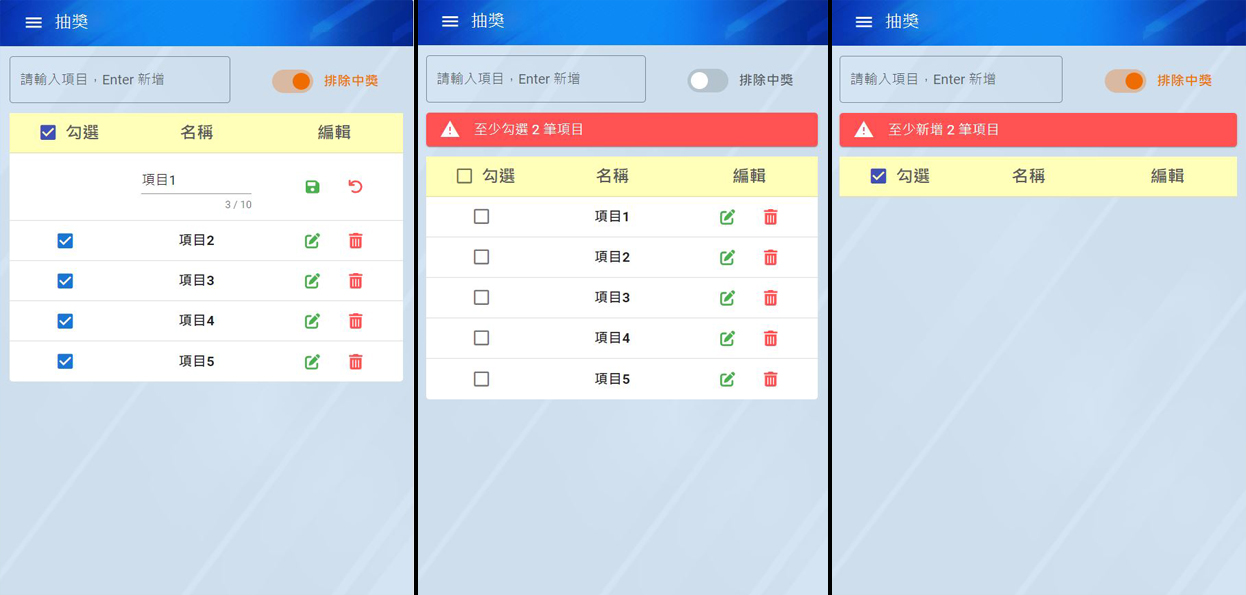 抽獎
請輸入項目，Enter 新增
排除中獎
勾選 名稱 編輯
項目1
3 / 10
項目2
項目3
項目4
項目5
抽獎
請輸入項目，Enter 新增
排除中獎
至少勾選 2 筆項目
勾選 名稱 編輯
項目1
項目2
項目3
項目4
項目5
抽獎
請輸入項目，Enter 新增
排除中獎
至少新增 2 筆項目
勾選 名稱 編輯